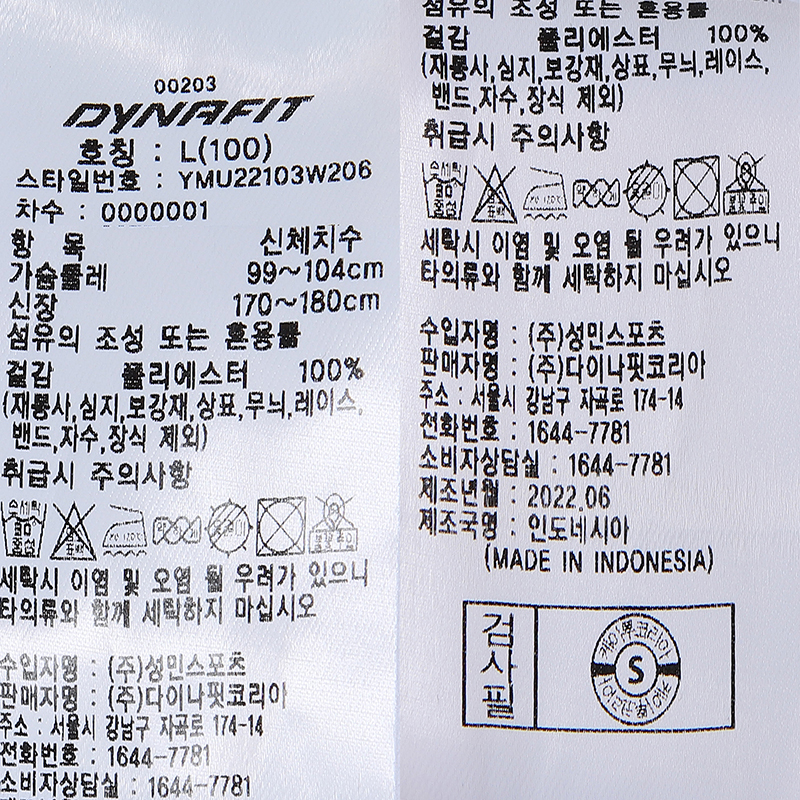 00203
DYNAFIT
호칭 : L(100)
스타일번호 : YMU22103W206
차수 : 0000001
항 목 신체치수
가슴둘레 99~104cm
신장 170~180cm
섬유의 조성 또는 혼용률
겉감 폴리에스터 100%
(재봉사,심지,보강재,상표,무늬,레이스,
밴드,자수,장식 제외)
취급시 주의사항
손세탁
세탁시 이염 및 오염 될 우려가 있으니
타의류와 함께 세탁하지 마십시오
수입자명 : (주)성민스포츠
판매자명 : (주)다이나핏코리아
주소 : 서울시 강남구 자곡로 174-14
전화번호 : 1644-7781
소비자상담실 : 1644-7781
섬유의 조성 또는 혼용률
겉감 폴리에스터 100%
(재봉사,심지,보강재,상표,무늬,레이스,
밴드,자수,장식 제외)
취급시 주의사항
손세탁
세탁시 이염 및 오염 될 우려가 있으니
타의류와 함께 세탁하지 마십시오
수입자명 : (주)성민스포츠
판매자명 : (주)다이나핏코리아
주소 : 서울시 강남구 자곡로 174-14
전화번호 : 1644-7781
소비자상담실 : 1644-7781
제조년월 : 2022.06
제조국명 : 인도네시아
(MADE IN INDONESIA)
검사필
S